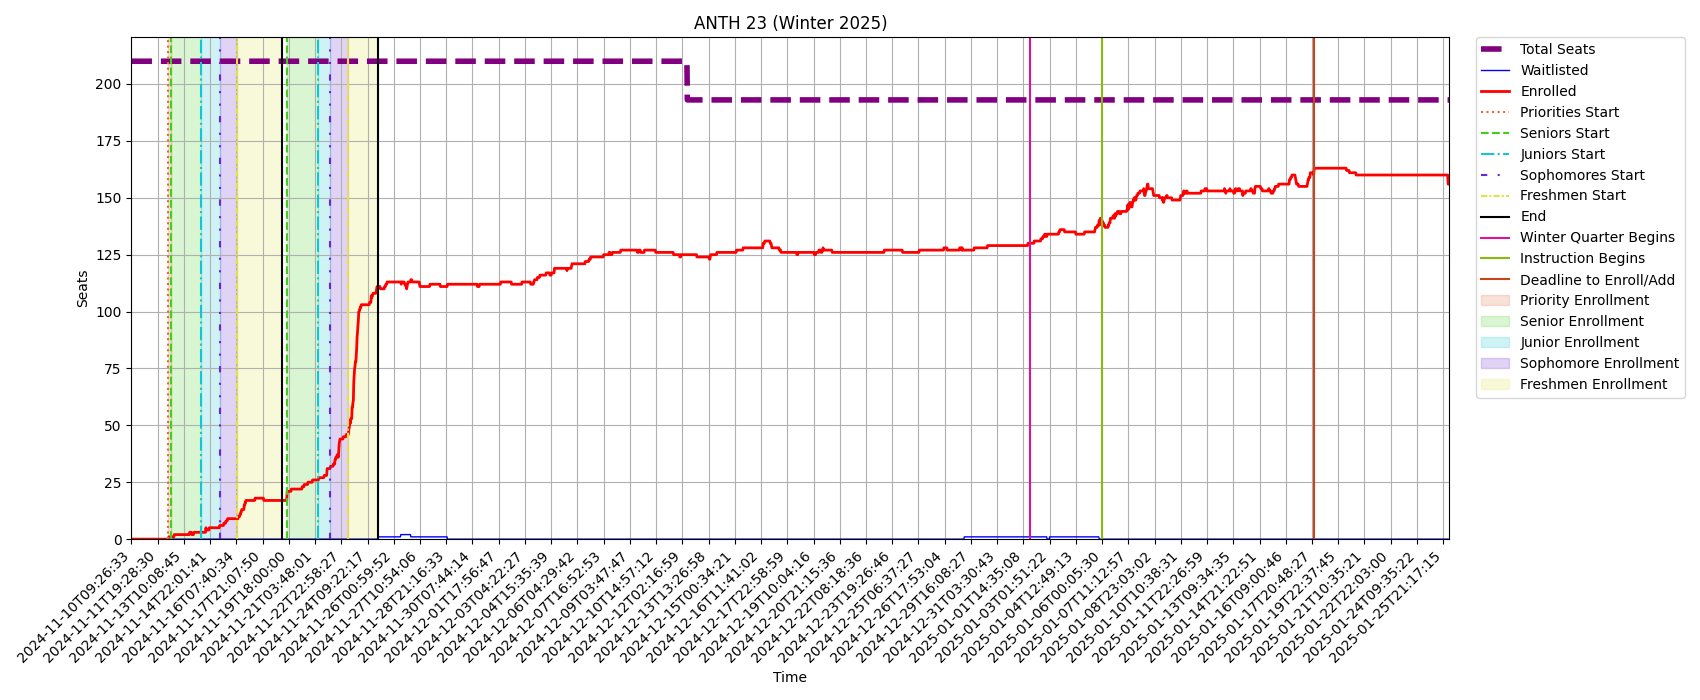 ANTH 23 (Winter 2025)
Seats
200
175
150
125
100
75
50
25
0
2024-11-10T09:26:33
2024-11-11T19:28:30
2024-11-13T10:08:45
2024-11-14T22:01:41
2024-11-16T07:40:34
2024-11-17T21:07:50
2024-11-19T18:00:00
2024-11-21T03:48:01
2024-11-22T22:58:27
2024-11-24T09:22:17
2024-11-26T00:59:52
2024-11-27T10:54:06
2024-11-28T21:16:33
2024-11-30T07:44:14
2024-12-01T17:56:47
2024-12-03T04:22:27
2024-12-04T15:35:39
2024-12-06T04:29:42
2024-12-07T16:52:53
2024-12-09T03:47:47
2024-12-10T14:57:12
2024-12-12T02:16:59
2024-12-13T13:26:58
2024-12-15T00:34:21
2024-12-16T11:41:02
2024-12-17T22:58:59
2024-12-19T10:04:16
2024-12-20T21:15:36
2024-12-22T08:18:36
2024-12-23T19:26:46
2024-12-25T06:37:27
2024-12-26T17:53:04
2024-12-29T16:08:27
2024-12-31T03:30:43
2025-01-01T14:35:08
2025-01-03T01:51:22
2025-01-04T12:49:13
2025-01-06T00:05:30
2025-01-07T11:12:57
2025-01-08T23:03:02
2025-01-10T10:38:31
2025-01-11T22:26:59
2025-01-13T09:34:35
2025-01-14T21:22:51
2025-01-16T09:00:46
2025-01-17T20:48:27
2025-01-19T22:37:45
2025-01-21T10:35:21
2025-01-22T22:03:00
2025-01-24T09:35:22
2025-01-25T21:17:15
Time
Total Seats
Waitlisted
Enrolled
Priorities Start
Seniors Start
Juniors Start
Sophomores Start
Freshmen Start
End
Winter Quarter Begins
Instruction Begins
Deadline to Enroll/Add
Priority Enrollment
Senior Enrollment
Junior Enrollment
Sophomore Enrollment
Freshmen Enrollment